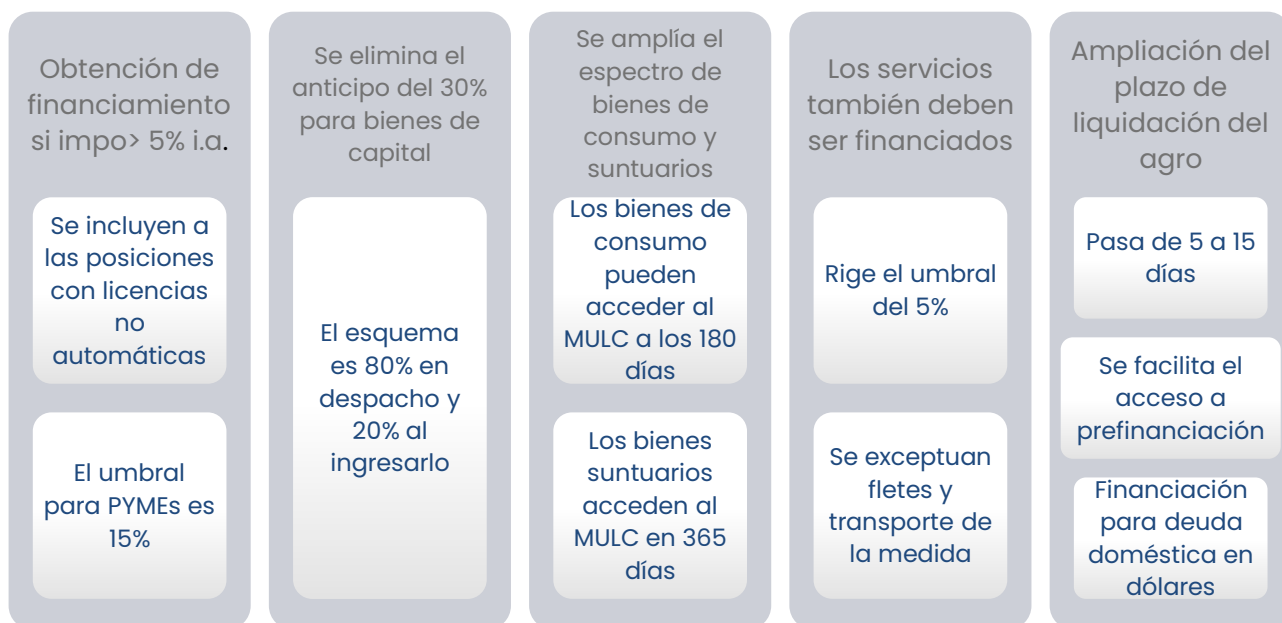 Obtención de
financiamiento
si impo> 5% i.a.
Se incluyen a
las posiciones
con licencias
no
automáticas
El umbral
para PYMEs es
15%
Se elimina el
anticipo del 30%
para bienes de
capital
El esquema
es 80% en
despacho y
20% al
ingresarlo
Se amplía el
espectro de
bienes de
consumo y
suntuarios
Los bienes de
consumo
pueden
acceder al
MULC a los 180
días
Los bienes
suntuarios
acceden al
MULC en 365
días
Los servicios
también deben
ser financiados
Rige el umbral
del 5%
Se exceptuan
fletes y
transporte de
la medida
Ampliación del
plazo de
liquidación del
agro
Pasa de 5 a 15
días
Se facilita el
acceso a
prefinanciación
Financiación
para deuda
doméstica en
dólares